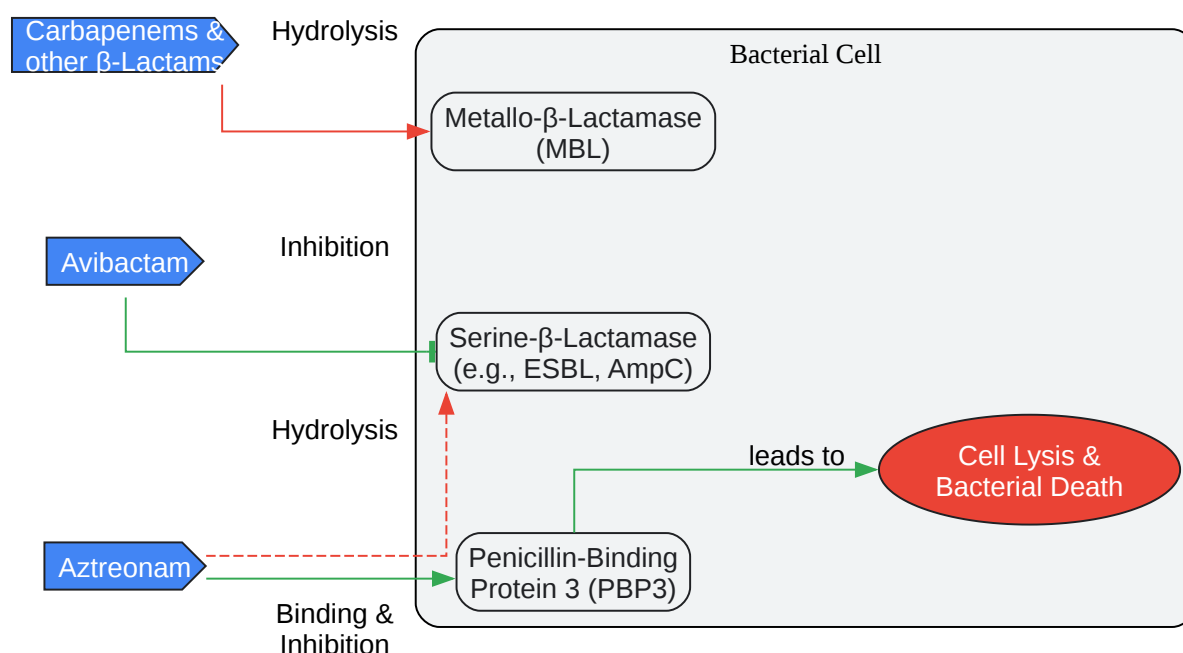 Carbapenems &
other β-Lactams
Hydrolysis
Bacterial Cell
Metallo-β-Lactamase
(MBL)
Inhibition
Avibactam
Serine-β-Lactamase
(e.g., ESBL, AmpC)
Hydrolysis
leads to
Cell Lysis &
Bacterial Death
Aztreonam
Penicillin-Binding
Protein 3 (PBP3)
Binding &
Inhibition